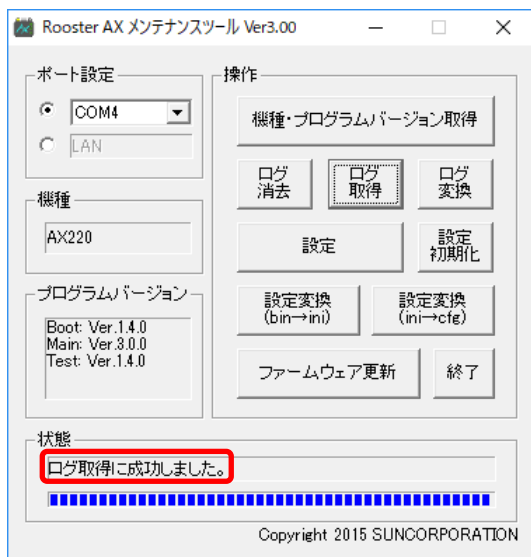 Rooster AX メンテナンスツール Ver3.00
ポート設定
COM4
LAN
機種
AX220
プログラムバージョン
Boot: Ver.1.4.0
Main: Ver.3.0.0
Test: Ver.1.4.0
操作
機種・プログラムバージョン取得
ログ
消去
ログ
取得
ログ
変換
設定
設定
初期化
設定変換
(bin→ini)
設定変換
(ini→cfg)
ファームウェア更新
終了
状態
ログ取得に成功しました。
Copyright 2015 SUNCORPORATION